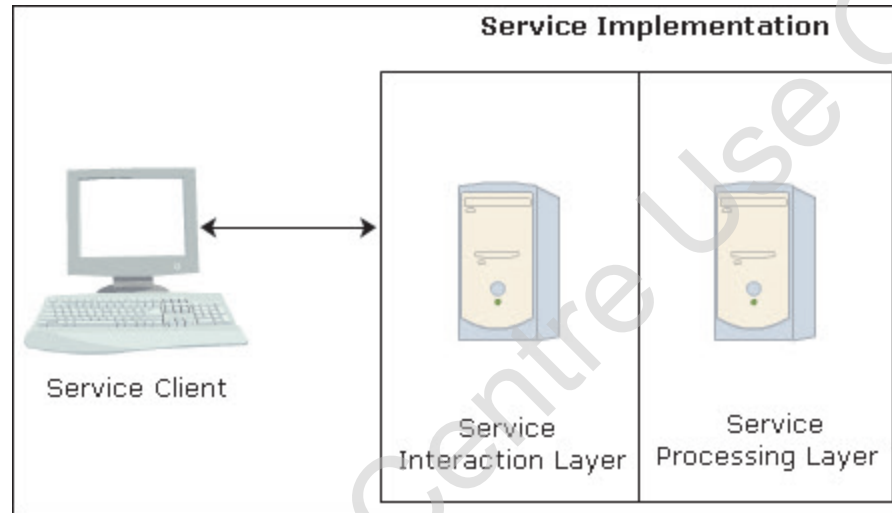 Service Implementation
Service Client
Service
Interaction Layer
Service
Processing Layer
Centre Use